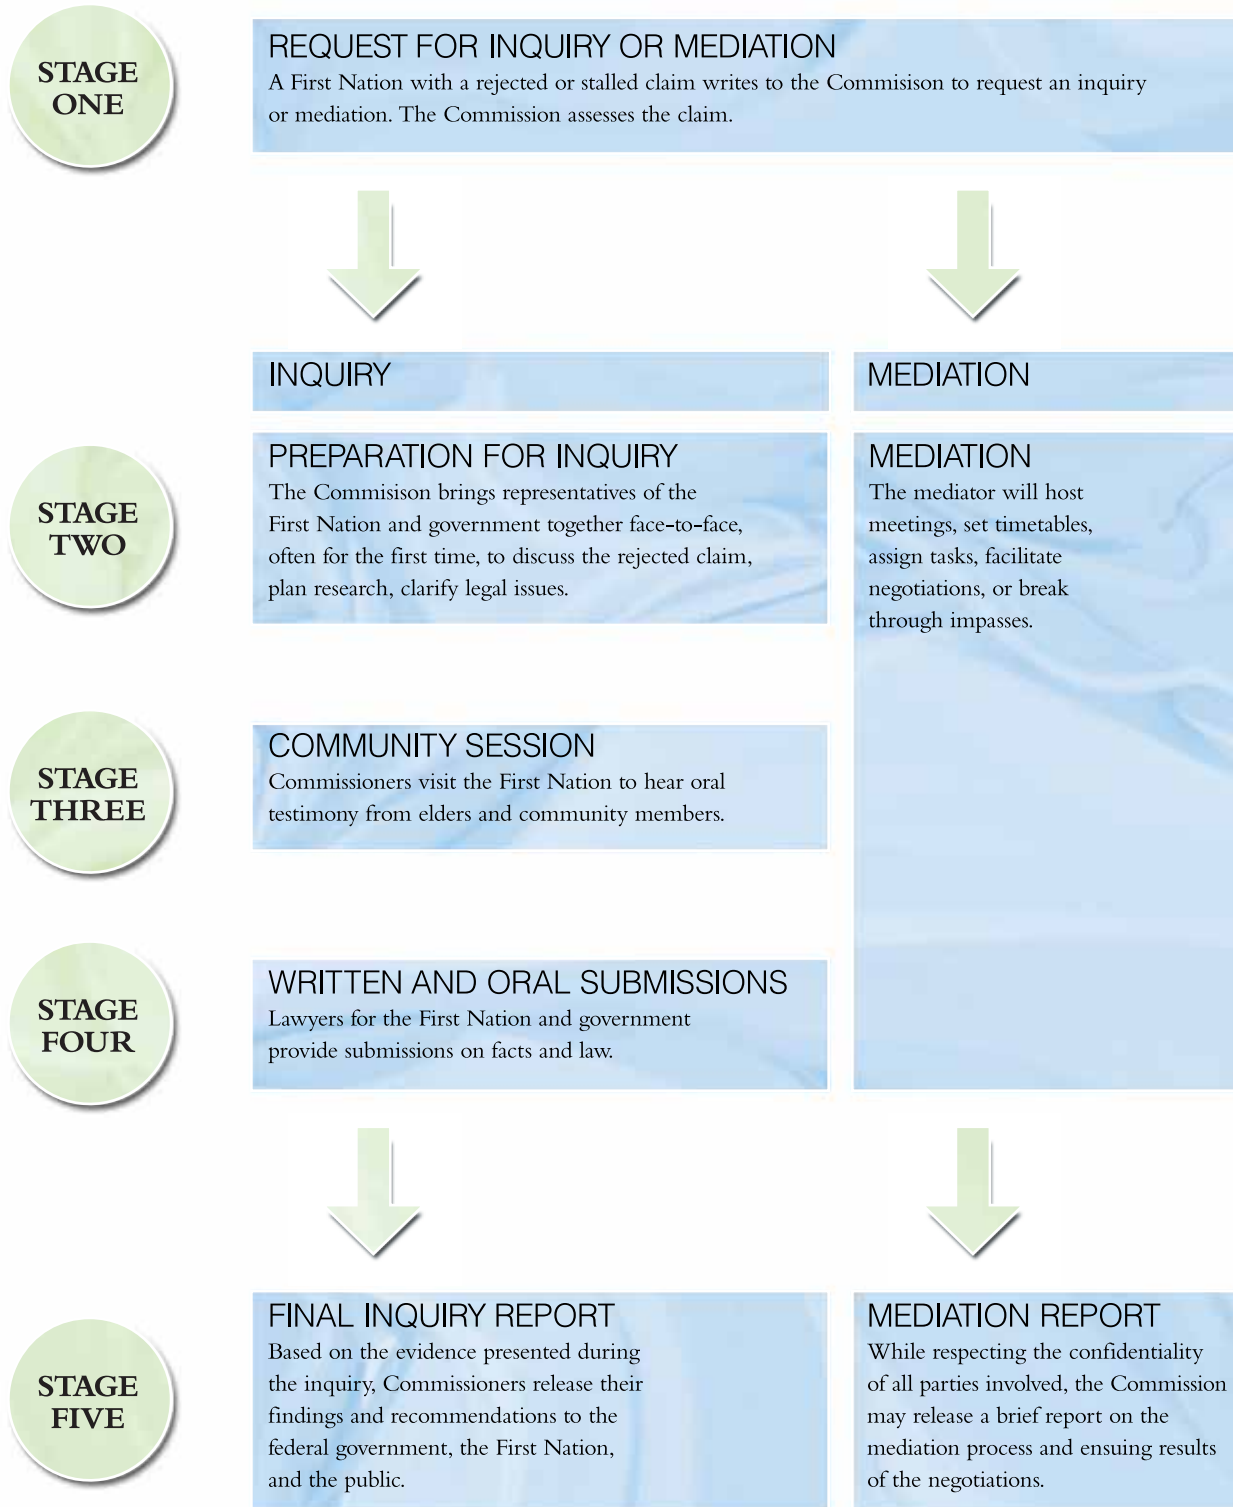 STAGE
ONE
REQUEST FOR INQUIRY OR MEDIATION
A First Nation with a rejected or stalled claim writes to the Commisison to request an inquiry
or mediation. The Commission assesses the claim.
INQUIRY
MEDIATION
STAGE
TWO
PREPARATION FOR INQUIRY
The Commisison brings representatives of the
First Nation and government together face-to-face,
often for the first time, to discuss the rejected claim,
plan research, clarify legal issues.
MEDIATION
The mediator will host
meetings, set timetables,
assign tasks, facilitate
negotiations, or break
through impasses.
STAGE
THREE
COMMUNITY SESSION
Commissioners visit the First Nation to hear oral
testimony from elders and community members.
STAGE
FOUR
WRITTEN AND ORAL SUBMISSIONS
Lawyers for the First Nation and government
provide submissions on facts and law.
STAGE
FIVE
FINAL INQUIRY REPORT
Based on the evidence presented during
the inquiry, Commissioners release their
findings and recommendations to the
federal government, the First Nation,
and the public.
MEDIATION REPORT
While respecting the confidentiality
of all parties involved, the Commission
may release a brief report on the
mediation process and ensuing results
of the negotiations.